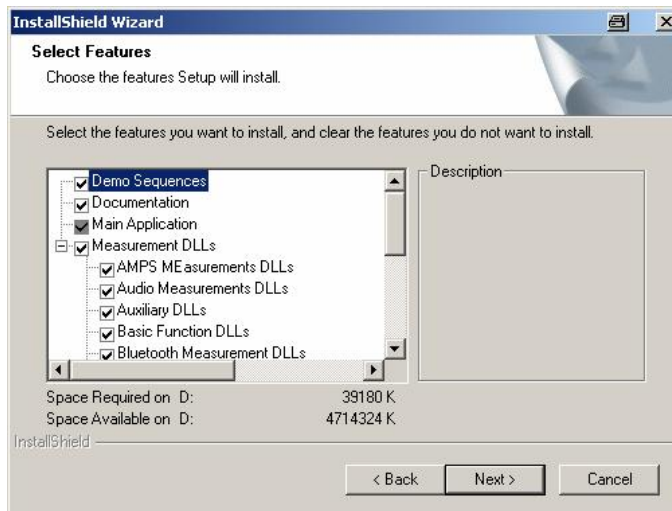 InstallShield Wizard
Select Features
Choose the features Setup will install.
Select the features you want to install, and clear the features you do not want to install.
Demo Sequences
Documentation
Main Application
Measurement DLLs
AMPS MEasurements DLLs
Audio Measurements DLLs
Auxiliary DLLs
Basic Function DLLs
Bluetooth Measurement DLLs
Description
Space Required on D: 39180 K
Space Available on D: 4714324 K
InstallShield
< Back Next > Cancel